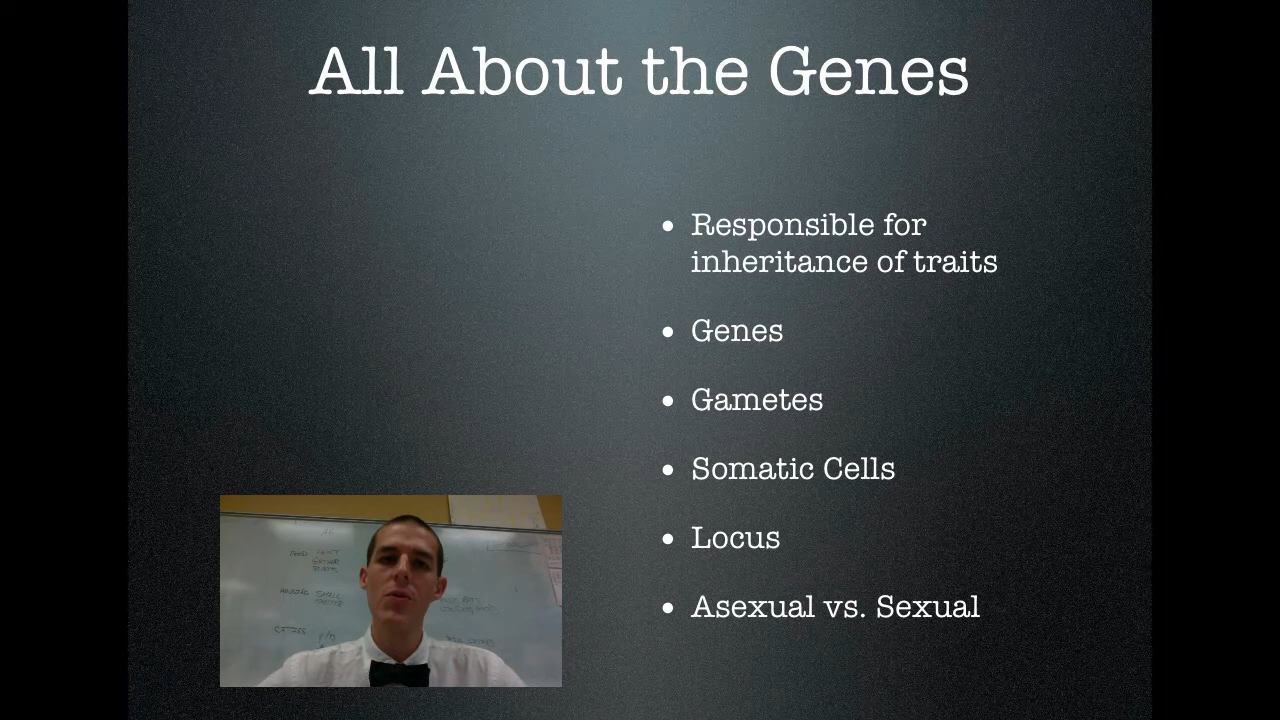 All About the Genes
• Responsible for
inheritance of traits
• Genes
• Gametes
• Somatic Cells
• Locus
• Asexual vs. Sexual